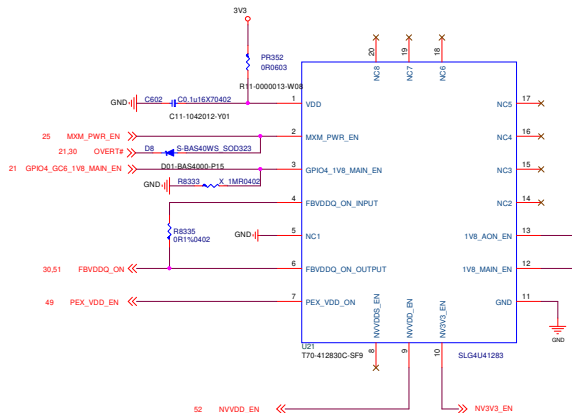 3V3
PR352
0R0603
R11-0000013-W08
C602
C0.1u16X70402
GND
C11-1042012-Y01
25 MXM_PWR_EN
21,30 OVERT#
D8
S-BAS40WS_SOD323
21 GPIO4_GC6_1V8_MAIN_EN
D01-BAS4000-P15
GND
R8333
X_1MR0402
R8335
0R1%0402
GND
30,51 FBVDDQ_ON
49 PEX_VDD_EN
20
19
18
NC8
NC7
NC6
1 VDD
NC5 17
2 MXM_PWR_EN
NC4 16
3 GPIO4_1V8_MAIN_EN
NC3 15
4 FBVDDQ_ON_INPUT
NC2 14
5 NC1
1V8_AON_EN 13
6 FBVDDQ_ON_OUTPUT
1V8_MAIN_EN 12
7 PEX_VDD_ON
GND 11
NVVDDS_EN
NVVDD_EN
NV3V3_EN
8
9
10
U21
T70-412830C-SF9
SLG4U41283
GND
52 NVVDD_EN
NV3V3_EN